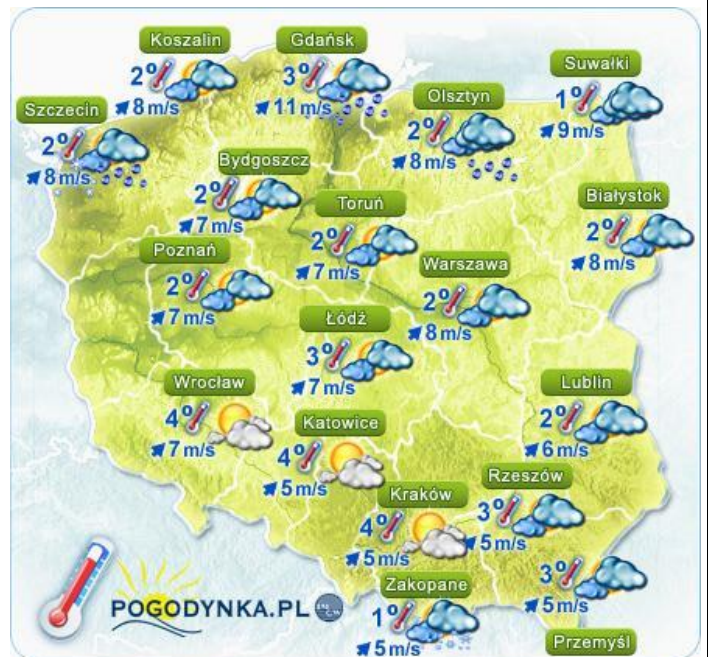 Koszalin
2°
8 m/s
Gdańsk
3°
11 m/s
Suwałki
1°
9 m/s
Szczecin
2°
8 m/s
Olsztyn
2°
8 m/s
Bydgoszcz
2°
7 m/s
Toruń
2°
7 m/s
Białystok
2°
8 m/s
Poznań
2°
7 m/s
Warszawa
2°
8 m/s
Łódź
3°
7 m/s
Wrocław
4°
7 m/s
Katowice
4°
5 m/s
Lublin
2°
6 m/s
Kraków
4°
5 m/s
Rzeszów
3°
5 m/s
Zakopane
1°
5 m/s
3°
5 m/s
Przemyśl
POGODYNKA.PL